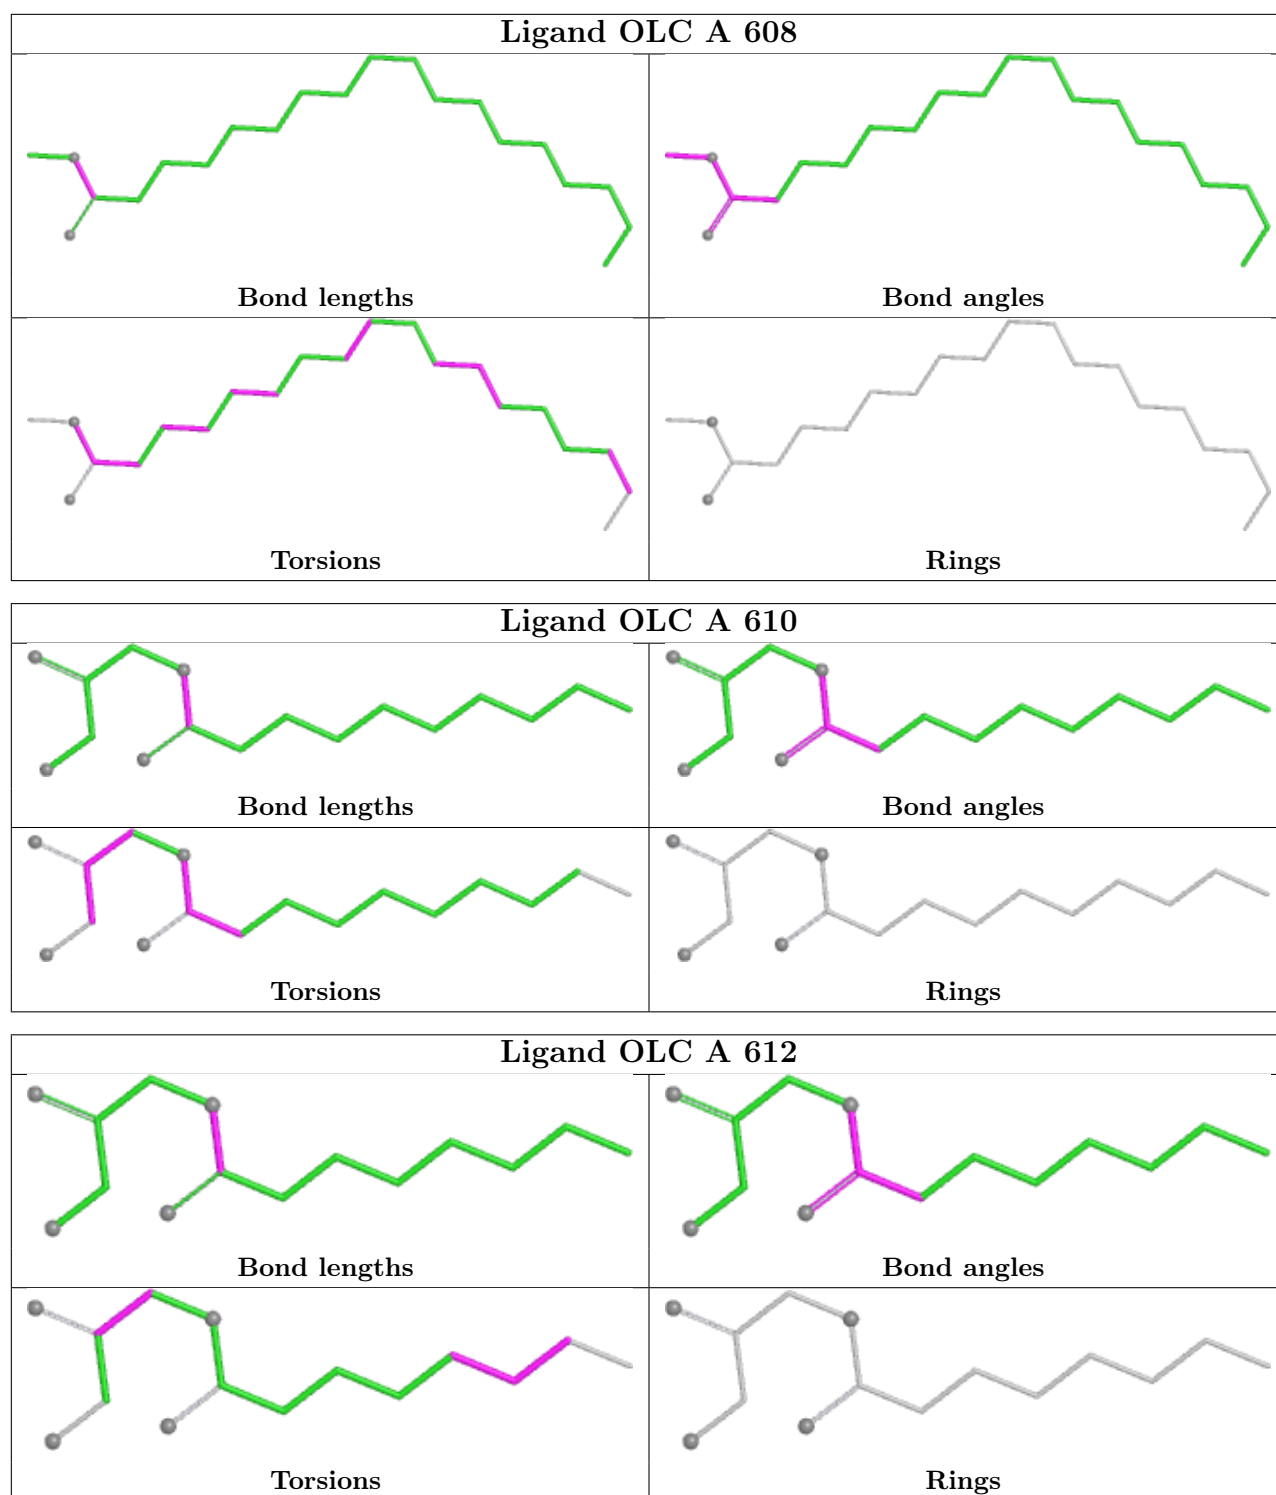 Ligand OLC A 608
Bond lengths
Bond angles
Torsions
Rings
Ligand OLC A 610
Bond lengths
Bond angles
Torsions
Rings
Ligand OLC A 612
Bond lengths
Bond angles
Torsions
Rings